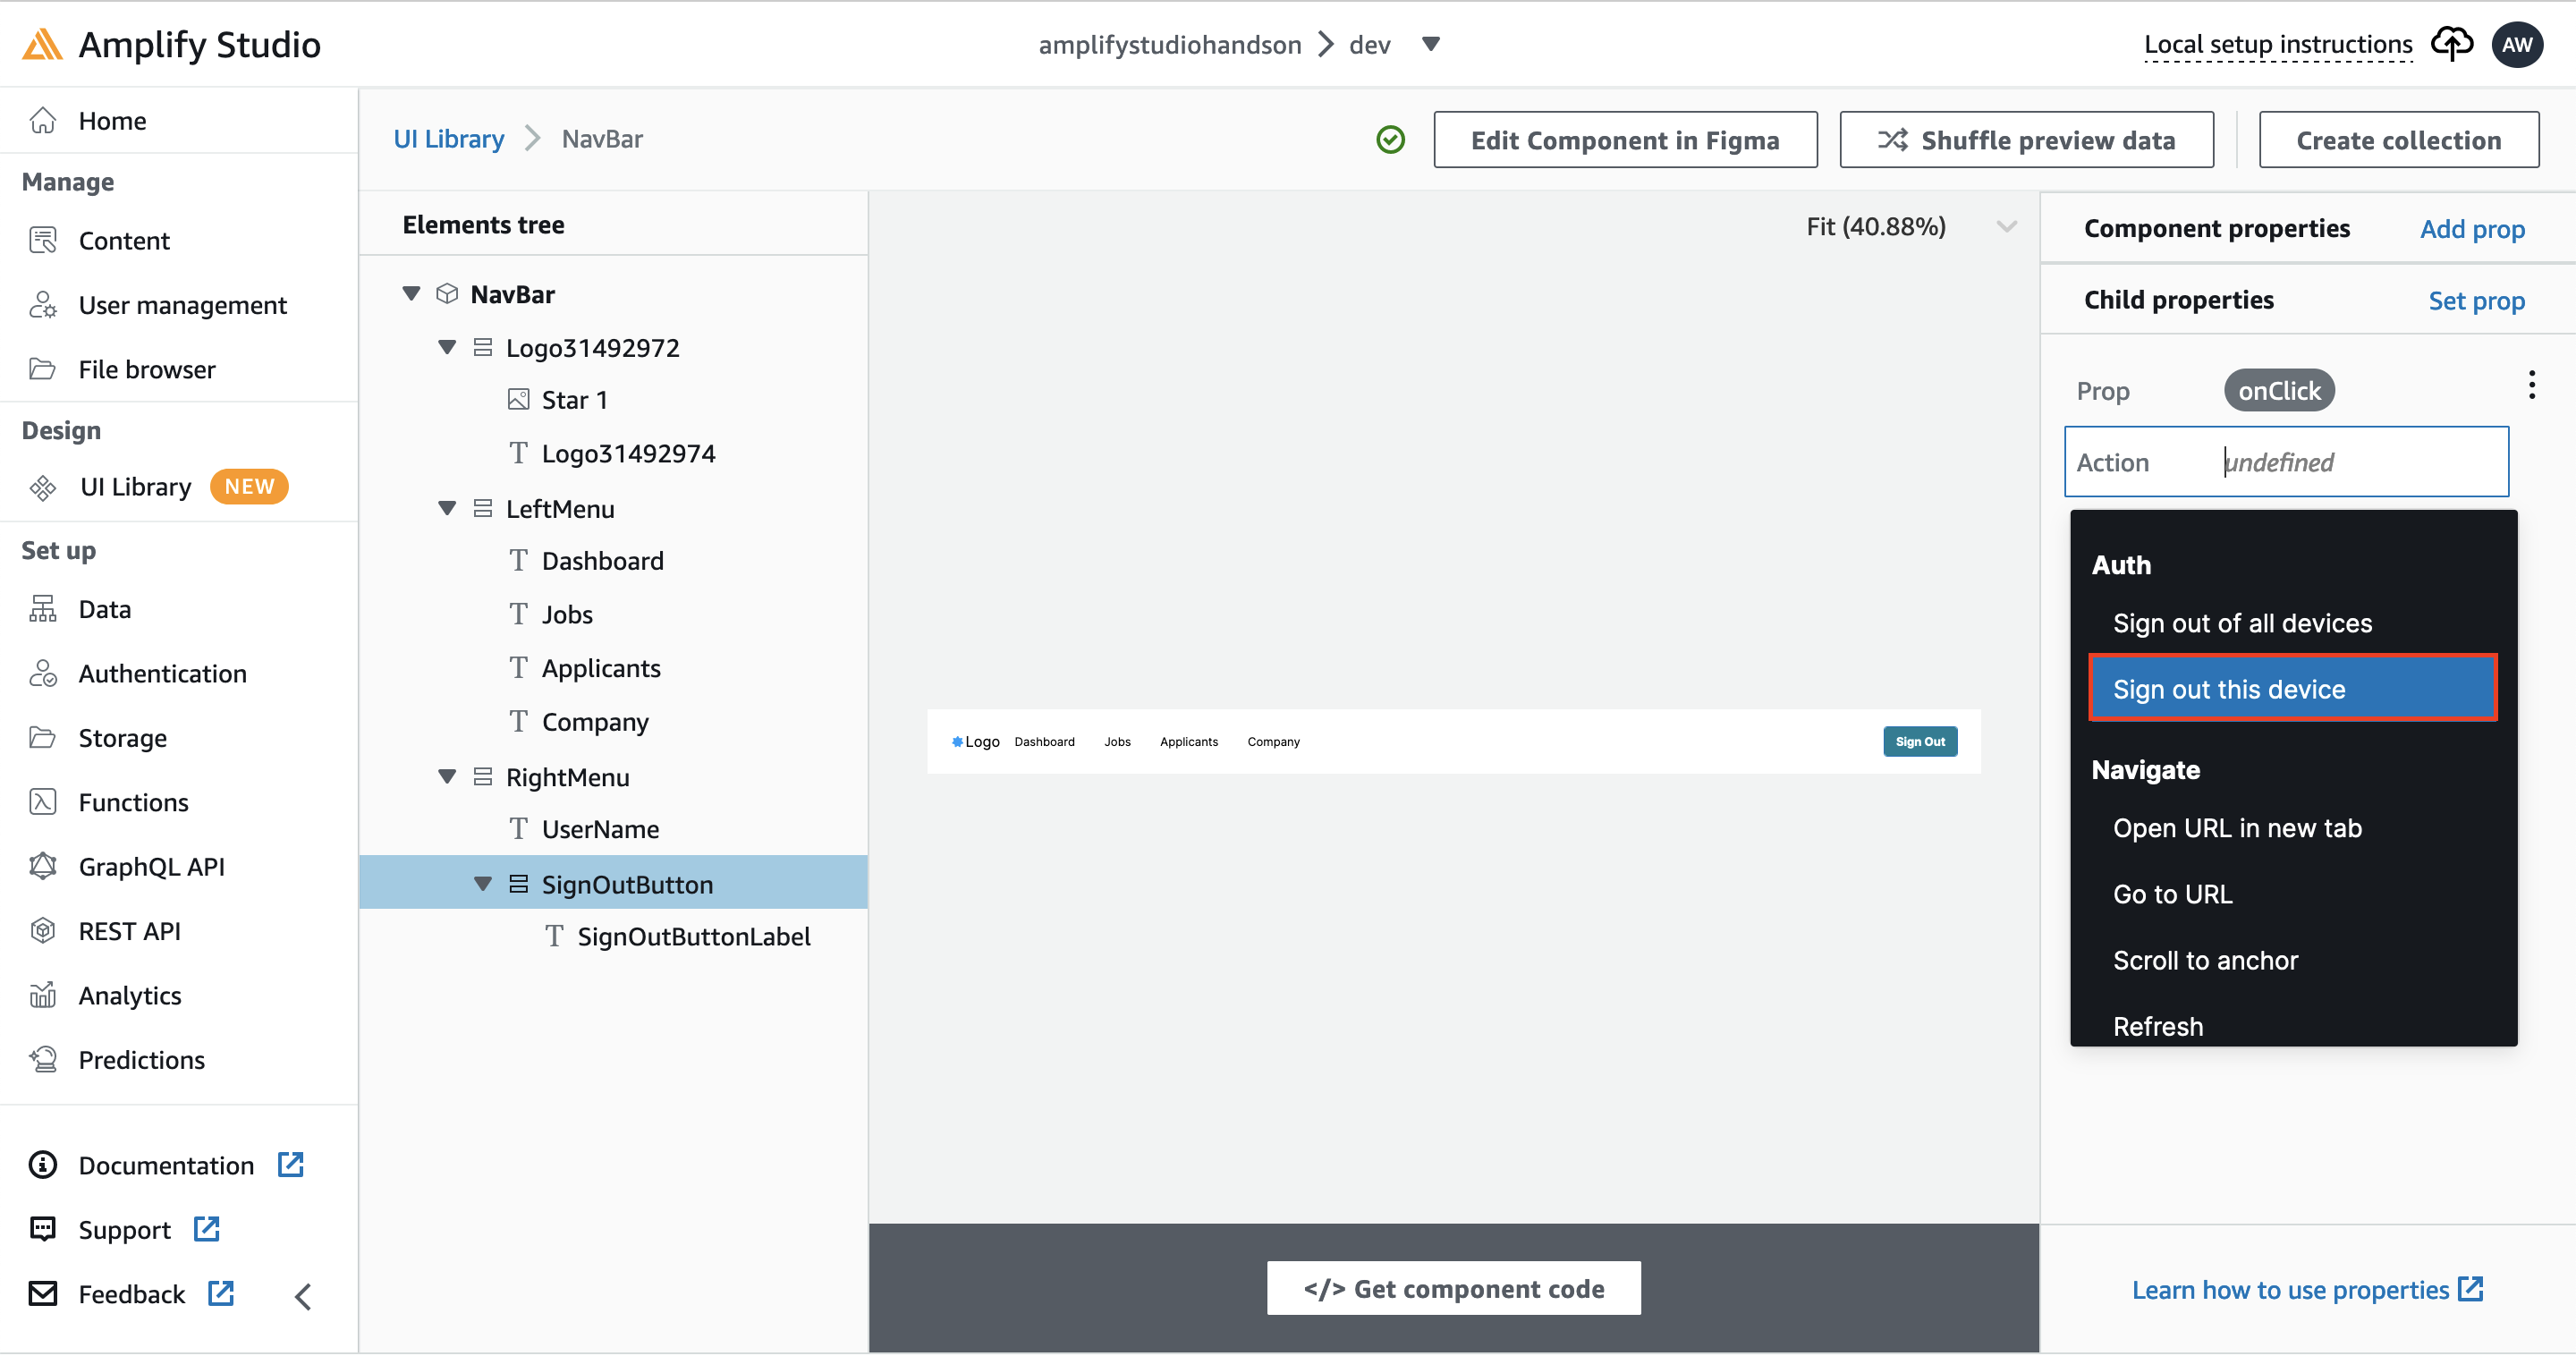 Amplify Studio
amplifystudiohandson > dev
Local setup instructions
AW
Home
Manage
Content
User management
File browser
Design
UI Library NEW
Set up
Data
Authentication
Storage
Functions
GraphQL API
REST API
Analytics
Predictions
Documentation
Support
Feedback
UI Library > NavBar
Edit Component in Figma
Shuffle preview data
Create collection
Elements tree
NavBar
Logo31492972
Star 1
Logo31492974
LeftMenu
Dashboard
Jobs
Applicants
Company
RightMenu
UserName
SignOutButton
SignOutButtonLabel
Fit (40.88%)
Logo Dashboard Jobs Applicants Company Sign Out
</> Get component code
Component properties Add prop
Child properties Set prop
Prop onClick
Action undefined
Auth
Sign out of all devices
Sign out this device
Navigate
Open URL in new tab
Go to URL
Scroll to anchor
Refresh
Learn how to use properties